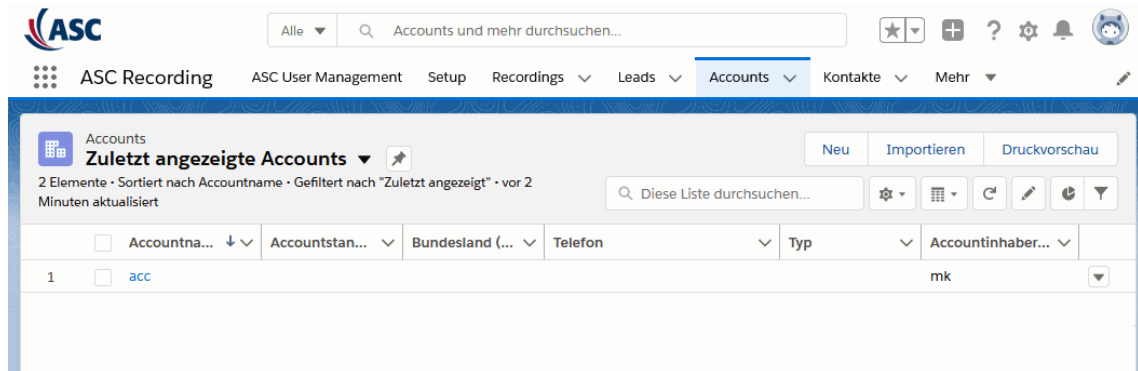 ASC
Alle Accounts und mehr durchsuchen...
ASC Recording ASC User Management Setup Recordings Leads Accounts Kontakte Mehr
Accounts
Zuletzt angezeigte Accounts
Neu Importieren Druckvorschau
2 Elemente • Sortiert nach Accountname • Gefiltert nach "Zuletzt angezeigt" • vor 2
Minuten aktualisiert
Diese Liste durchsuchen...
Accountna... Accountstan... Bundesland (... Telefon Typ Accountinhaber...
1 acc mk